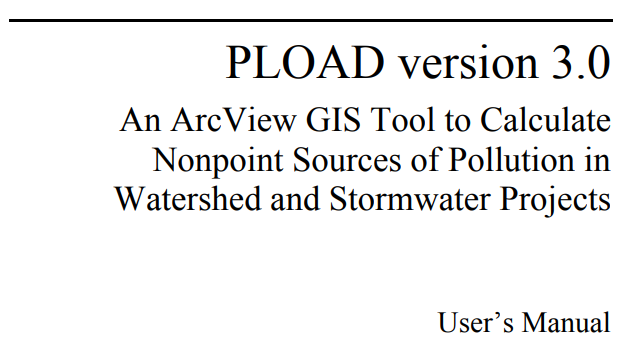 PLOAD version 3.0
An ArcView GIS Tool to Calculate
Nonpoint Sources of Pollution in
Watershed and Stormwater Projects
User’s Manual